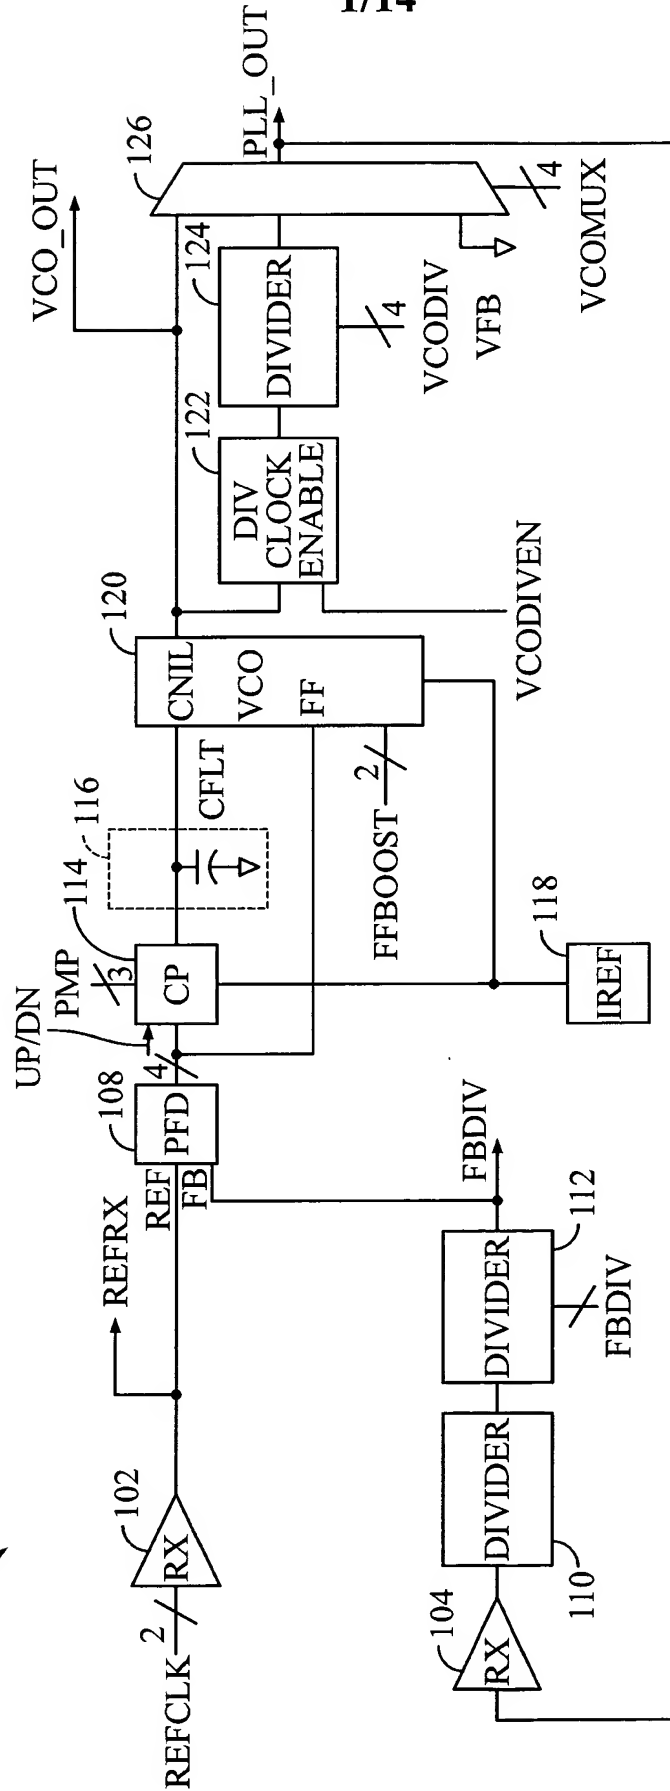 1/14
REFCLK
2
RX
102
REFRX
REF
FB
PFD
108
4
UP/DN
PMP
3
CP
114
116
CFLT
CNIL
VCO
FF
120
2
FFBOOST
IREF
118
VCO_OUT
DIV
CLOCK
ENABLE
122
VCODIVEN
DIVIDER
124
4
VCODIV
VFB
126
PLL_OUT
4
VCOMUX
RX
104
DIVIDER
110
DIVIDER
112
FBDIV
FBDIV